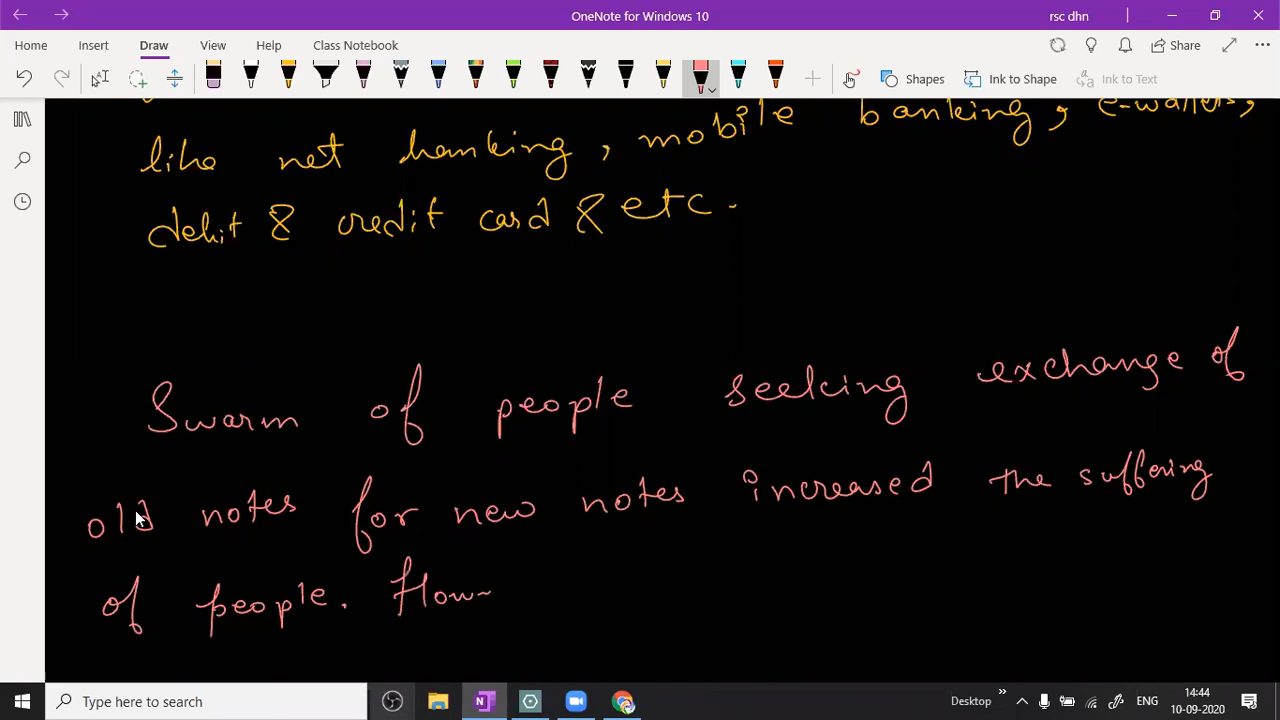 OneNote for Windows 10
rsc dhn
Home Insert Draw View Help Class Notebook
Share
Shapes
Ink to Shape
Ink to Text
banking, e-wallets,
like net banking, mobile
debit & credit card & etc.
Swarm of people seeking exchange of
old notes for new notes increased the suffering
of people. How
Type here to search
Desktop
ENG
14:44
10-09-2020